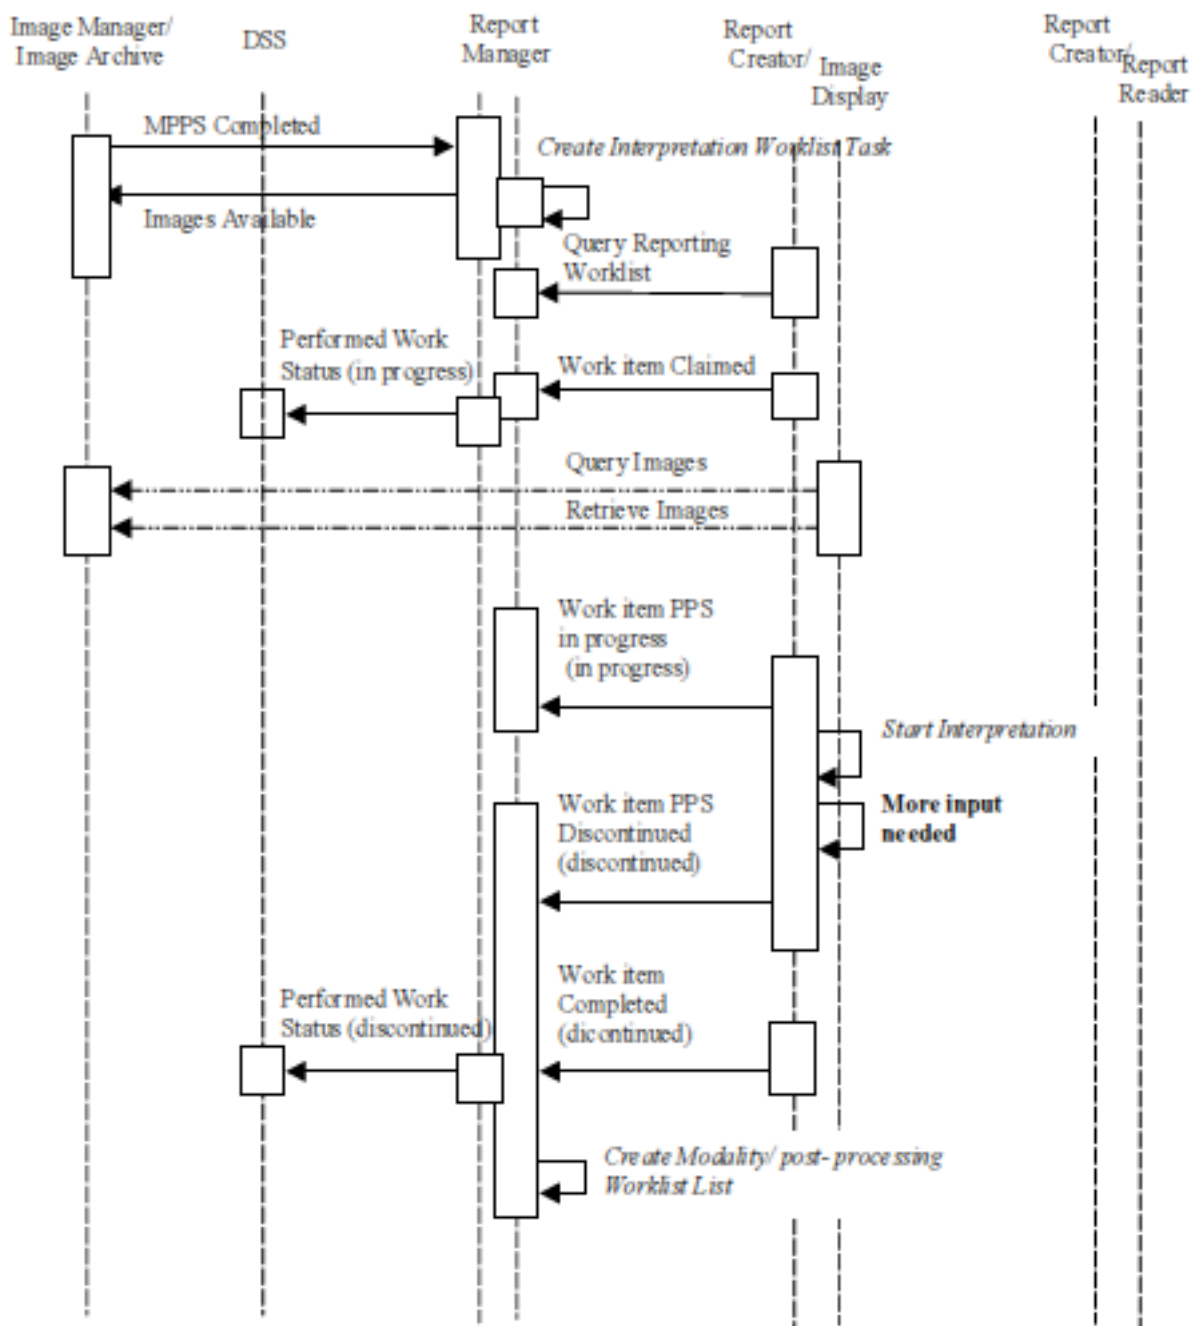 Image Manager/
Image Archive
DSS
Report
Manager
Report
Creator/
Image
Display
Report
Creator/
Report
Reader
MPPS Completed
Create Interpretation Worklist Task
Images Available
Query Reporting
Worklist
Performed Work
Status (in progress)
Work item Claimed
Query Images
Retrieve Images
Work item PPS
in progress
(in progress)
Start Interpretation
Work item PPS
Discontinued
(discontinued)
More input
needed
Work item
Completed
(dicontinued)
Performed Work
Status (discontinued)
Create Modality/ post- processing
Worklist List